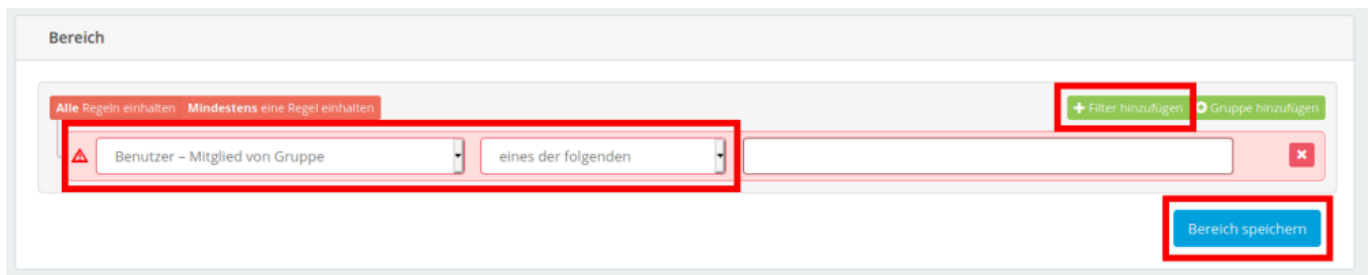 Bereich
Alle Regeln einhalten Mindestens eine Regel einhalten Filter hinzufügen Gruppe hinzufügen
Benutzer – Mitglied von Gruppe eines der folgenden
Bereich speichern